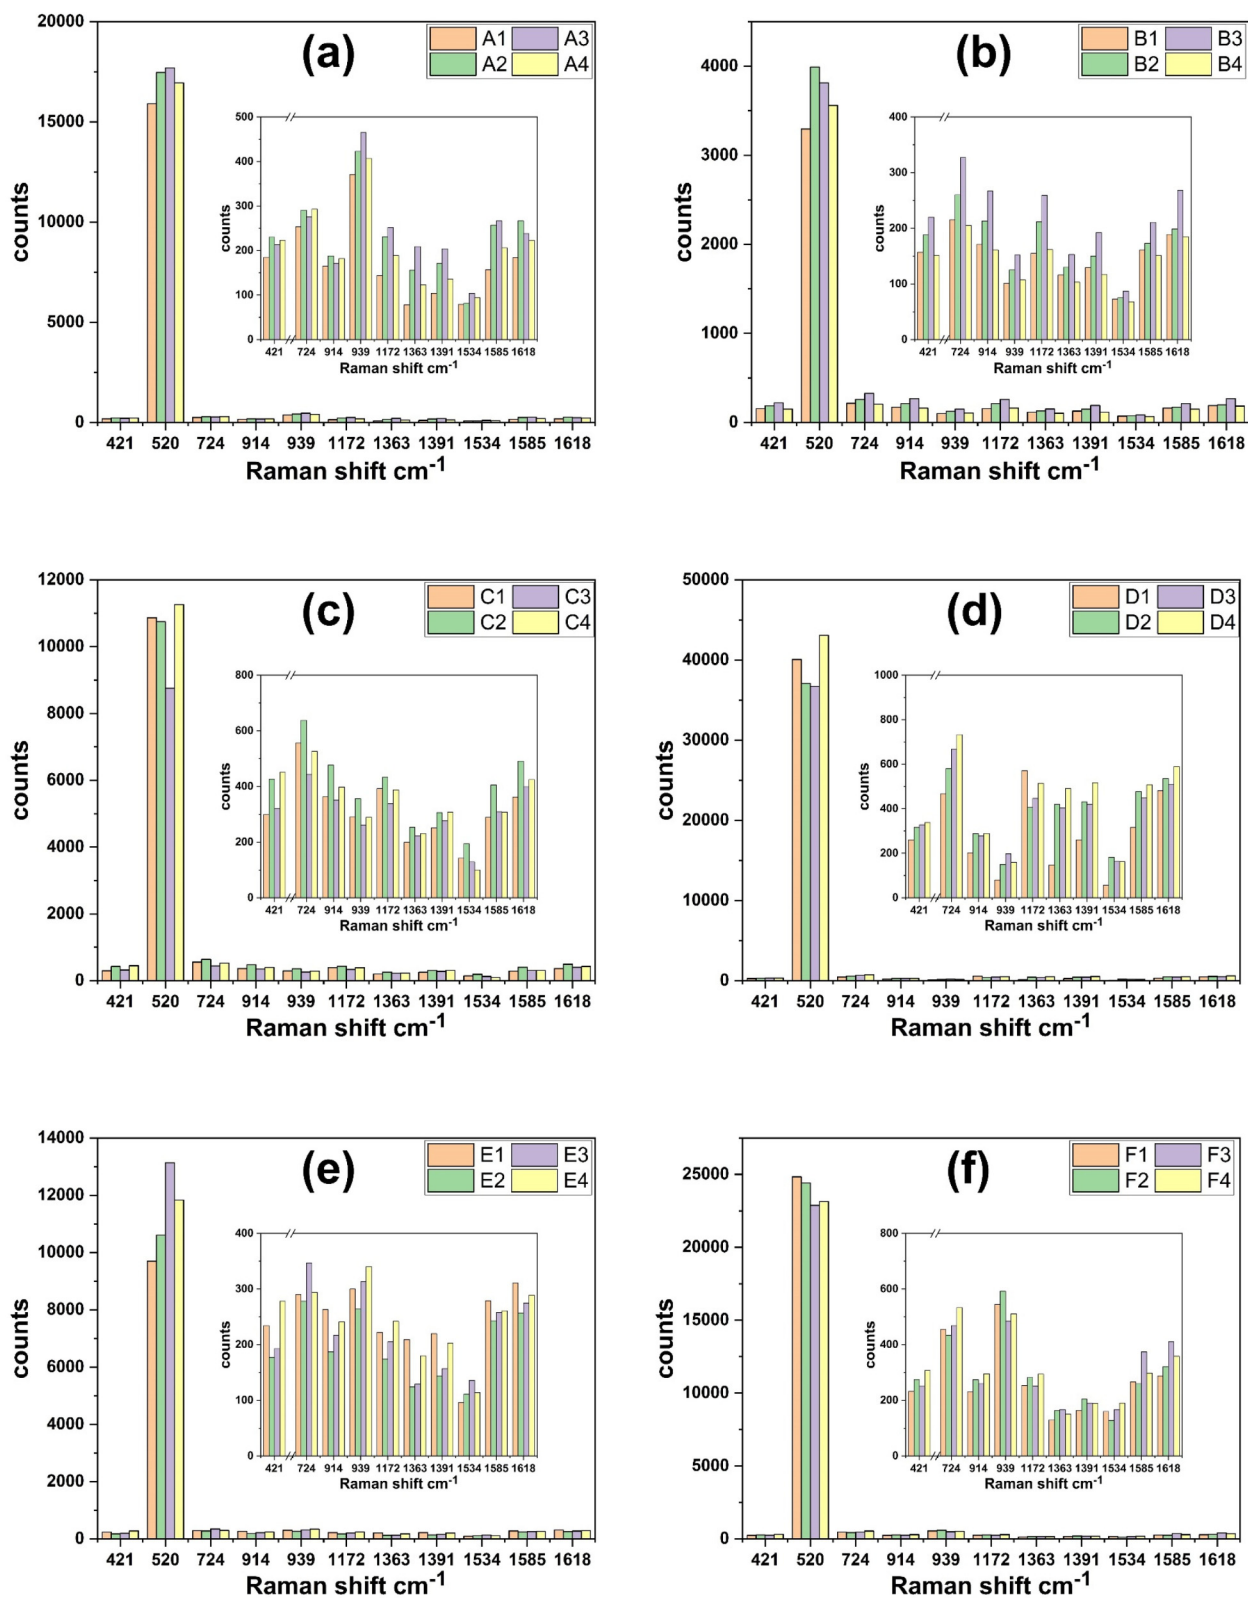 (a)
A1 A3
A2 A4
counts
20000
15000
10000
5000
0
421 520 724 914 939 1172 1363 1391 1534 1585 1618
Raman shift cm-1
counts
500
400
300
200
100
0
421 724 914 939 1172 1363 1391 1534 1585 1618
Raman shift cm-1
(b)
B1 B3
B2 B4
counts
4000
3000
2000
1000
0
421 520 724 914 939 1172 1363 1391 1534 1585 1618
Raman shift cm-1
counts
400
300
200
100
0
421 724 914 939 1172 1363 1391 1534 1585 1618
Raman shift cm-1
(c)
C1 C3
C2 C4
counts
12000
10000
8000
6000
4000
2000
0
421 520 724 914 939 1172 1363 1391 1534 1585 1618
Raman shift cm-1
counts
800
600
400
200
0
421 724 914 939 1172 1363 1391 1534 1585 1618
Raman shift cm-1
(d)
D1 D3
D2 D4
counts
50000
40000
30000
20000
10000
0
421 520 724 914 939 1172 1363 1391 1534 1585 1618
Raman shift cm-1
counts
1000
800
600
400
200
0
421 724 914 939 1172 1363 1391 1534 1585 1618
Raman shift cm-1
(e)
E1 E3
E2 E4
counts
14000
12000
10000
8000
6000
4000
2000
0
421 520 724 914 939 1172 1363 1391 1534 1585 1618
Raman shift cm-1
counts
400
300
200
100
0
421 724 914 939 1172 1363 1391 1534 1585 1618
Raman shift cm-1
(f)
F1 F3
F2 F4
counts
25000
20000
15000
10000
5000
0
421 520 724 914 939 1172 1363 1391 1534 1585 1618
Raman shift cm-1
counts
800
600
400
200
0
421 724 914 939 1172 1363 1391 1534 1585 1618
Raman shift cm-1